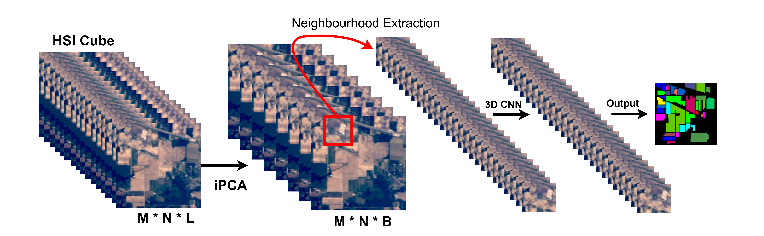 Neighbourhood Extraction
HSI Cube
3D CNN
Output
iPCA
M * N * L
M * N * B